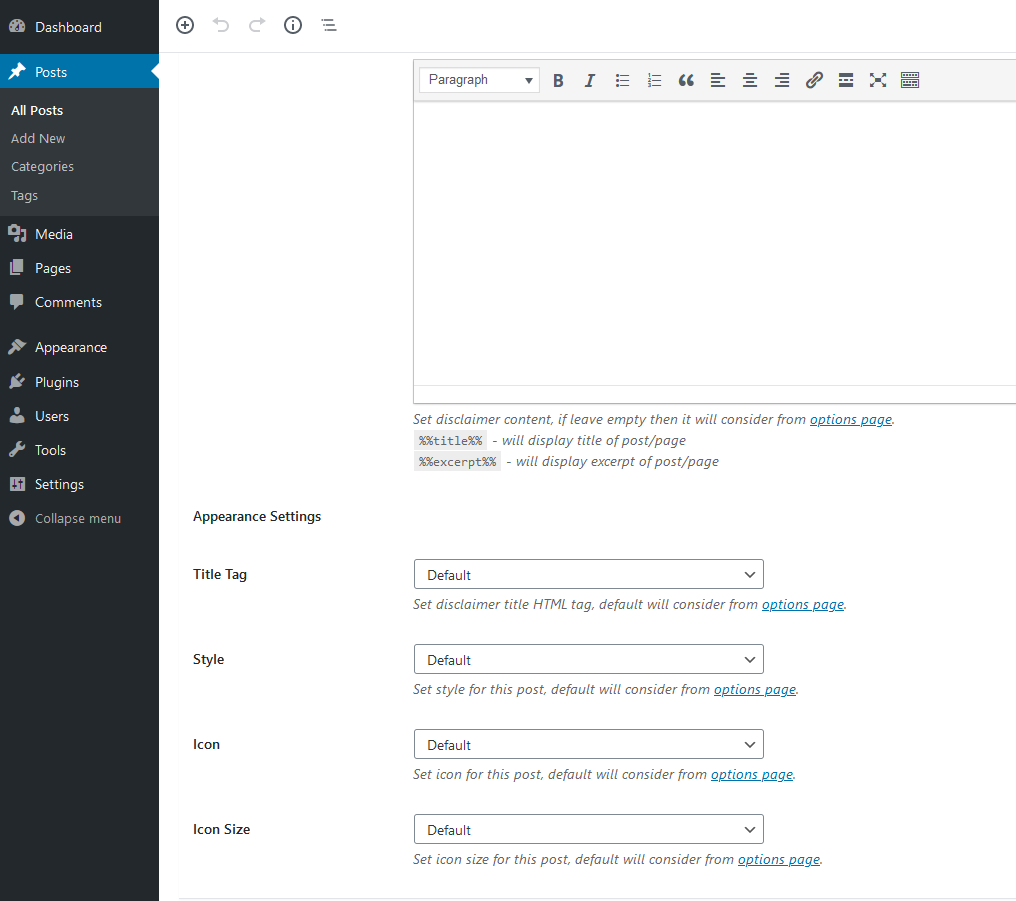 Dashboard
Posts
All Posts
Add New
Categories
Tags
Media
Pages
Comments
Appearance
Plugins
Users
Tools
Settings
Collapse menu
Paragraph
Set disclaimer content, if leave empty then it will consider from options page.
%%title%% - will display title of post/page
%%excerpt%% - will display excerpt of post/page
Appearance Settings
Title Tag
Default
Set disclaimer title HTML tag, default will consider from options page.
Style
Default
Set style for this post, default will consider from options page.
Icon
Default
Set icon for this post, default will consider from options page.
Icon Size
Default
Set icon size for this post, default will consider from options page.